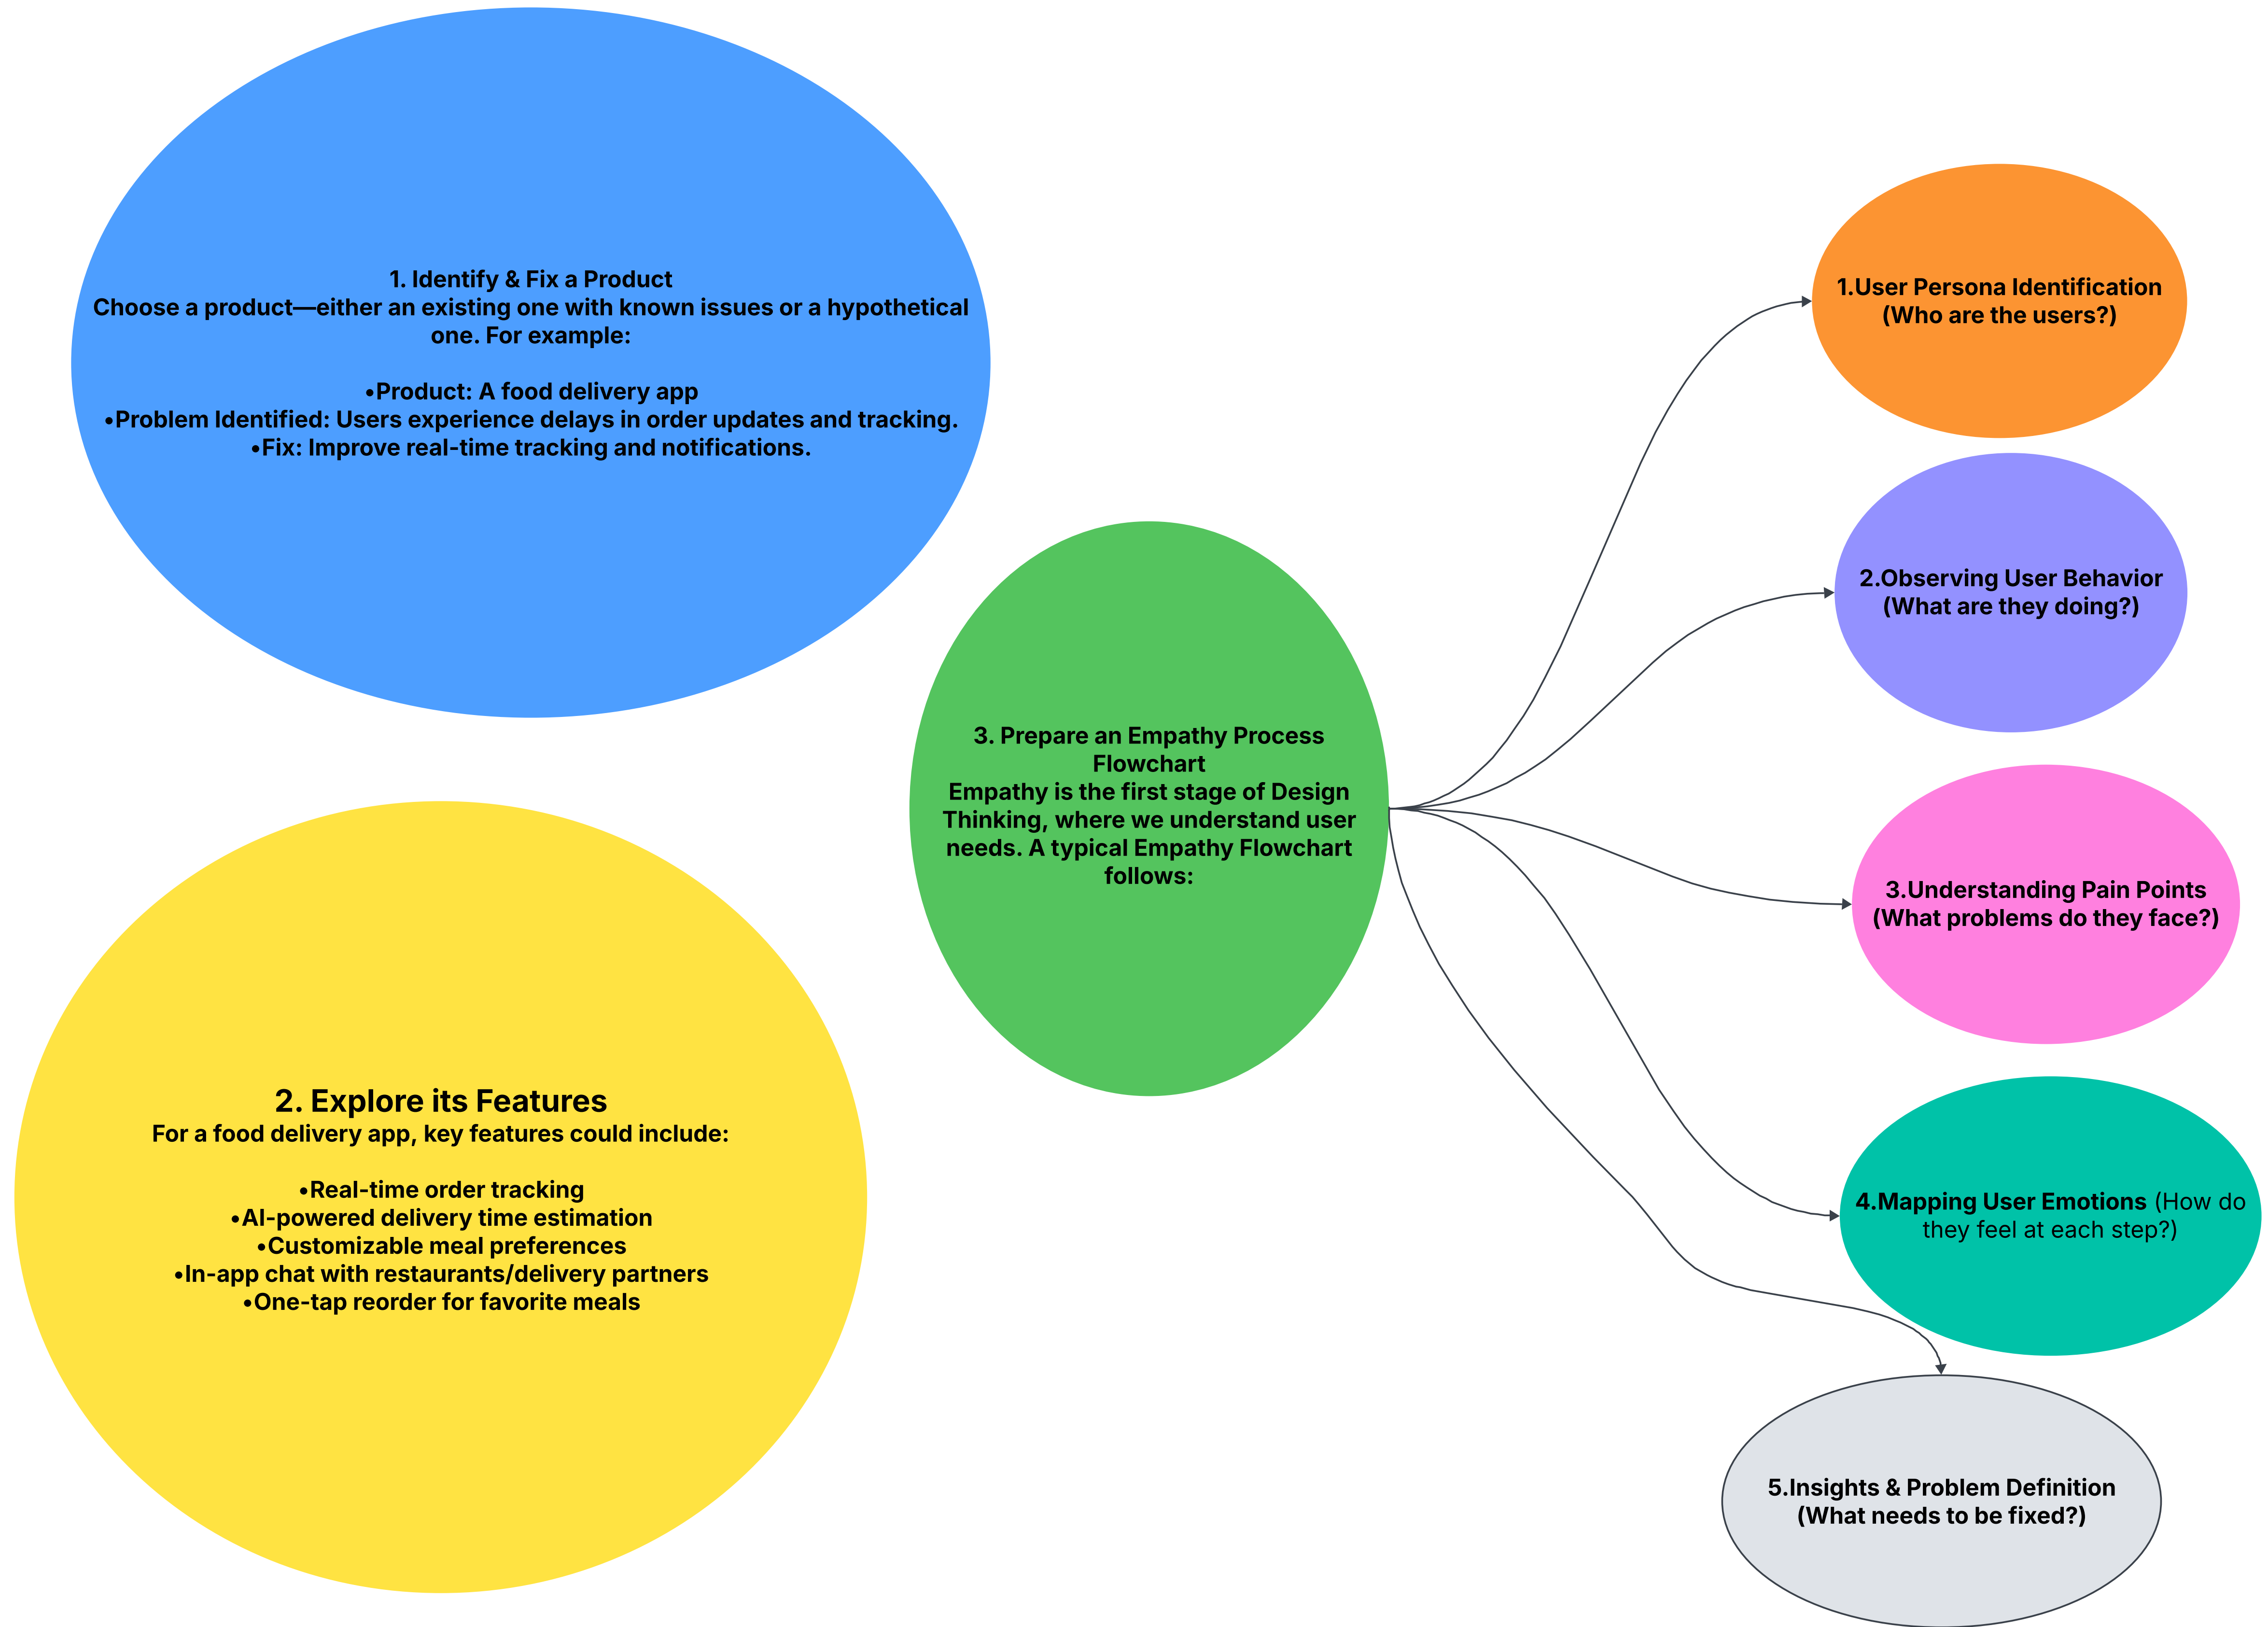 1. Identify & Fix a Product
Choose a product—either an existing one with known issues or a hypothetical
one. For example:
•Product: A food delivery app
•Problem Identified: Users experience delays in order updates and tracking.
•Fix: Improve real-time tracking and notifications.
2. Explore its Features
For a food delivery app, key features could include:
•Real-time order tracking
•AI-powered delivery time estimation
•Customizable meal preferences
•In-app chat with restaurants/delivery partners
•One-tap reorder for favorite meals
3. Prepare an Empathy Process
Flowchart
Empathy is the first stage of Design
Thinking, where we understand user
needs. A typical Empathy Flowchart
follows:
1.User Persona Identification
(Who are the users?)
2.Observing User Behavior
(What are they doing?)
3.Understanding Pain Points
(What problems do they face?)
4.Mapping User Emotions (How do
they feel at each step?)
5.Insights & Problem Definition
(What needs to be fixed?)